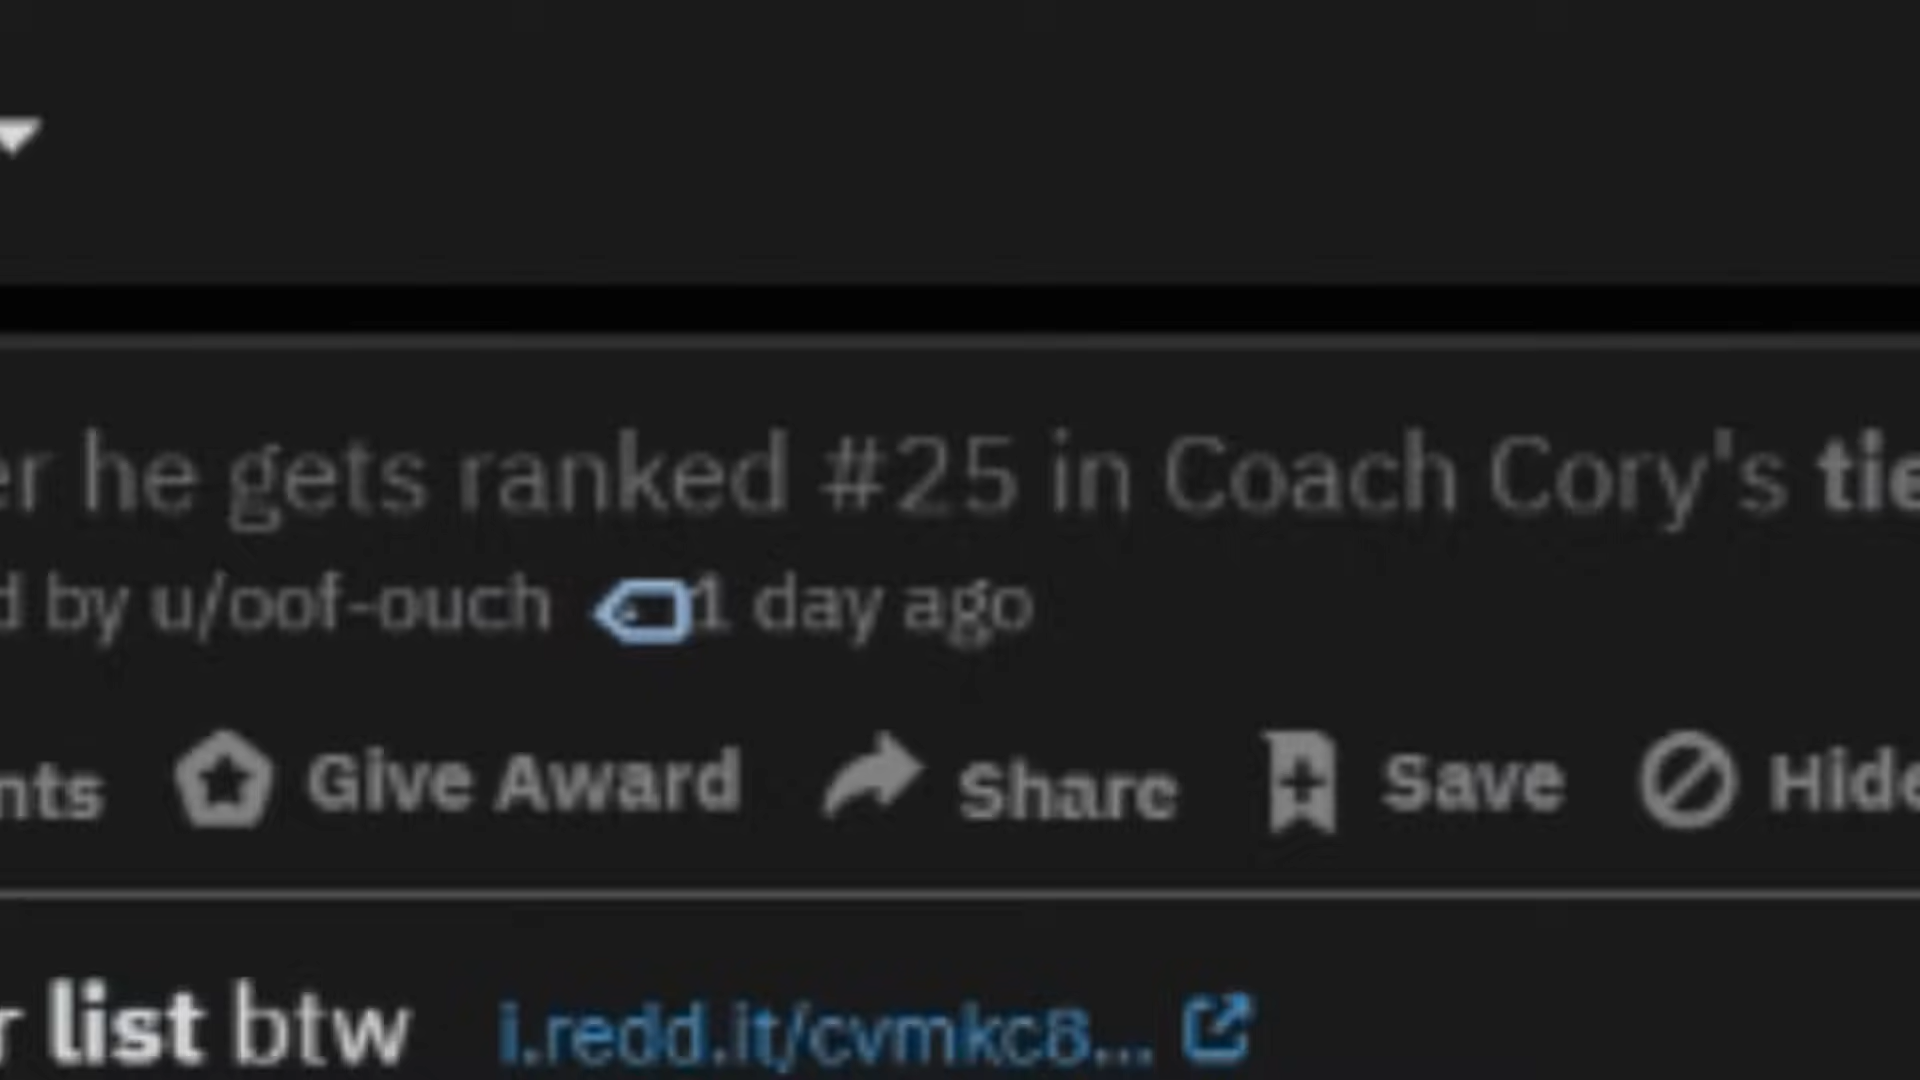 er he gets ranked #25 in Coach Cory's tie
d by u/oof-ouch 1 day ago
nts Give Award Share Save Hide
r list btw i.redd.it/cvmkc8...